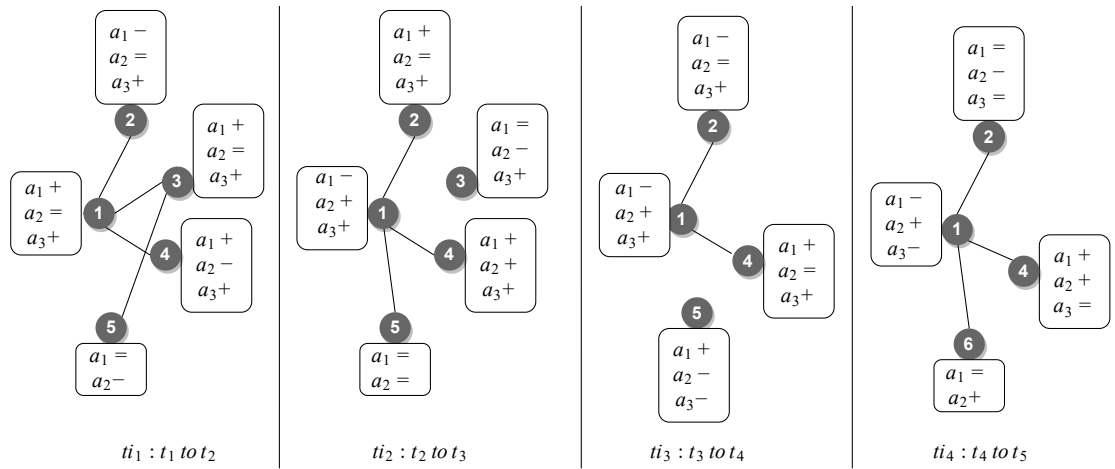 a1 −
a2 =
a3+
2
a1 +
a2 =
a3+
3
a1 +
a2 =
a3+
1
a1 +
a2 −
a3+
4
5
a1 =
a2−
ti1 : t1 to t2
a1 +
a2 =
a3+
2
a1 =
a2 −
a3+
3
a1 −
a2 +
a3+
1
a1 +
a2 +
a3+
4
5
a1 =
a2 =
ti2 : t2 to t3
a1 −
a2 =
a3+
2
a1 −
a2+
a3+
1
a1 +
a2 =
a3+
4
5
a1 +
a2 −
a3−
ti3 : t3 to t4
a1 =
a2 −
a3 =
2
a1 −
a2+
a3−
1
a1 +
a2 +
a3 =
4
6
a1 =
a2+
ti4 : t4 to t5